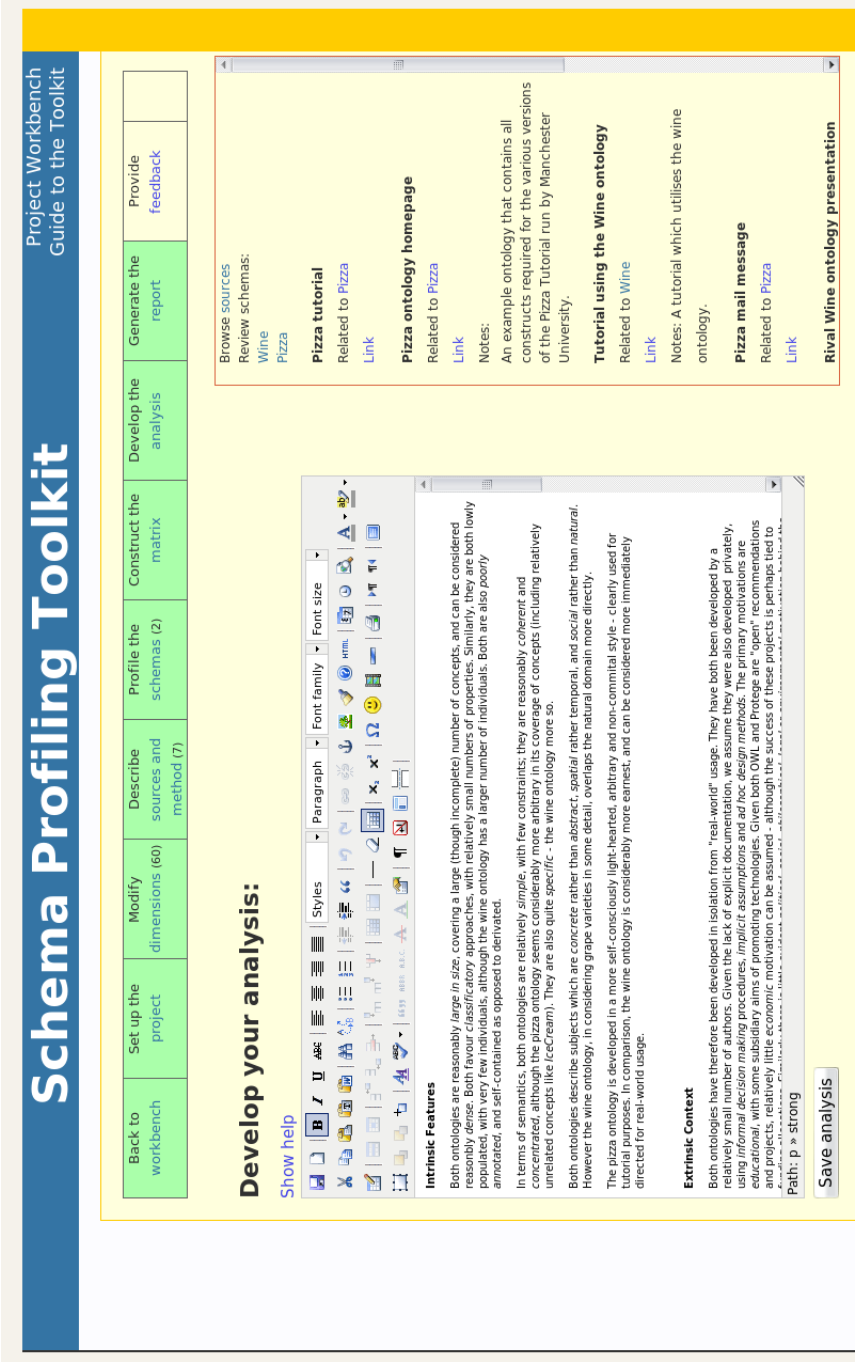 Schema Profiling Toolkit
Project Workbench
Guide to the Toolkit
Back to
workbench
Set up the
project
Modify
dimensions (60)
Describe
sources and
method (7)
Profile the
schemas (2)
Construct the
matrix
Develop the
analysis
Generate the
report
Provide
feedback
Develop your analysis:
Show help
B I U ABC
Styles
Paragraph
Font family
Font size
HTML
Intrinsic Features
Both ontologies are reasonably large in size, covering a large (though incomplete) number of concepts, and can be considered
reasonably dense. Both favour classificatory approaches, with relatively small numbers of properties. Similarly, they are both lowly
populated, with very few individuals, although the wine ontology has a larger number of individuals. Both are also poorly
annotated, and self-contained as opposed to derivated.
In terms of semantics, both ontologies are relatively simple, with few constraints; they are reasonably coherent and
concentrated, although the pizza ontology seems considerably more arbitrary in its coverage of concepts (including relatively
unrelated concepts like IceCream). They are also quite specific - the wine ontology more so.
Both ontologies describe subjects which are concrete rather than abstract, spatial rather temporal, and social rather than natural.
However the wine ontology, in considering grape varieties in some detail, overlaps the natural domain more directly.
The pizza ontology is developed in a more self-consciously light-hearted, arbitrary and non-commital style - clearly used for
tutorial purposes. In comparison, the wine ontology is considerably more earnest, and can be considered more immediately
directed for real-world usage.
Extrinsic Context
Both ontologies have therefore been developed in isolation from "real-world" usage. They have both been developed by a
relatively small number of authors. Given the lack of explicit documentation, we assume they were also developed privately,
using informal decision making procedures, implicit assumptions and ad hoc design methods. The primary motivations are
educational, with some subsidiary aims of promoting technologies. Given both OWL and Protege are "open" recommendations
and projects, relatively little economic motivation can be assumed - although the success of these projects is perhaps tied to
Path: p » strong
Save analysis
Browse sources
Review schemas:
Wine
Pizza
Pizza tutorial
Related to Pizza
Link
Pizza ontology homepage
Related to Pizza
Link
Notes:
An example ontology that contains all
constructs required for the various versions
of the Pizza Tutorial run by Manchester
University.
Tutorial using the Wine ontology
Related to Wine
Link
Notes: A tutorial which utilises the wine
ontology.
Pizza mail message
Related to Pizza
Link
Rival Wine ontology presentation